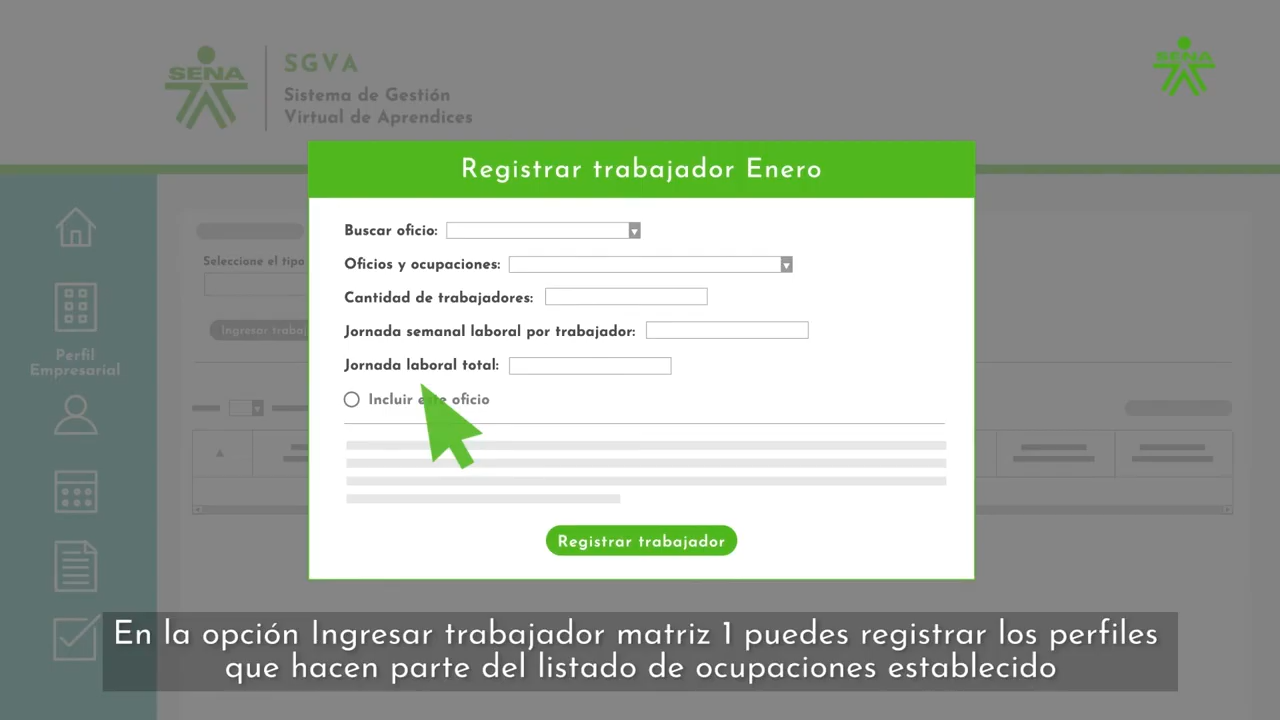 SENA
SGVA
Sistema de Gestión
Virtual de Aprendices
SENA
Registrar trabajador Enero
Buscar oficio:
Oficios y ocupaciones:
Cantidad de trabajadores:
Jornada semanal laboral por trabajador:
Jornada laboral total:
Incluir este oficio
Registrar trabajador
Seleccione el tipo
Ingresar trabaj
Perfil
Empresarial
En la opción Ingresar trabajador matriz 1 puedes registrar los perfiles
que hacen parte del listado de ocupaciones establecido